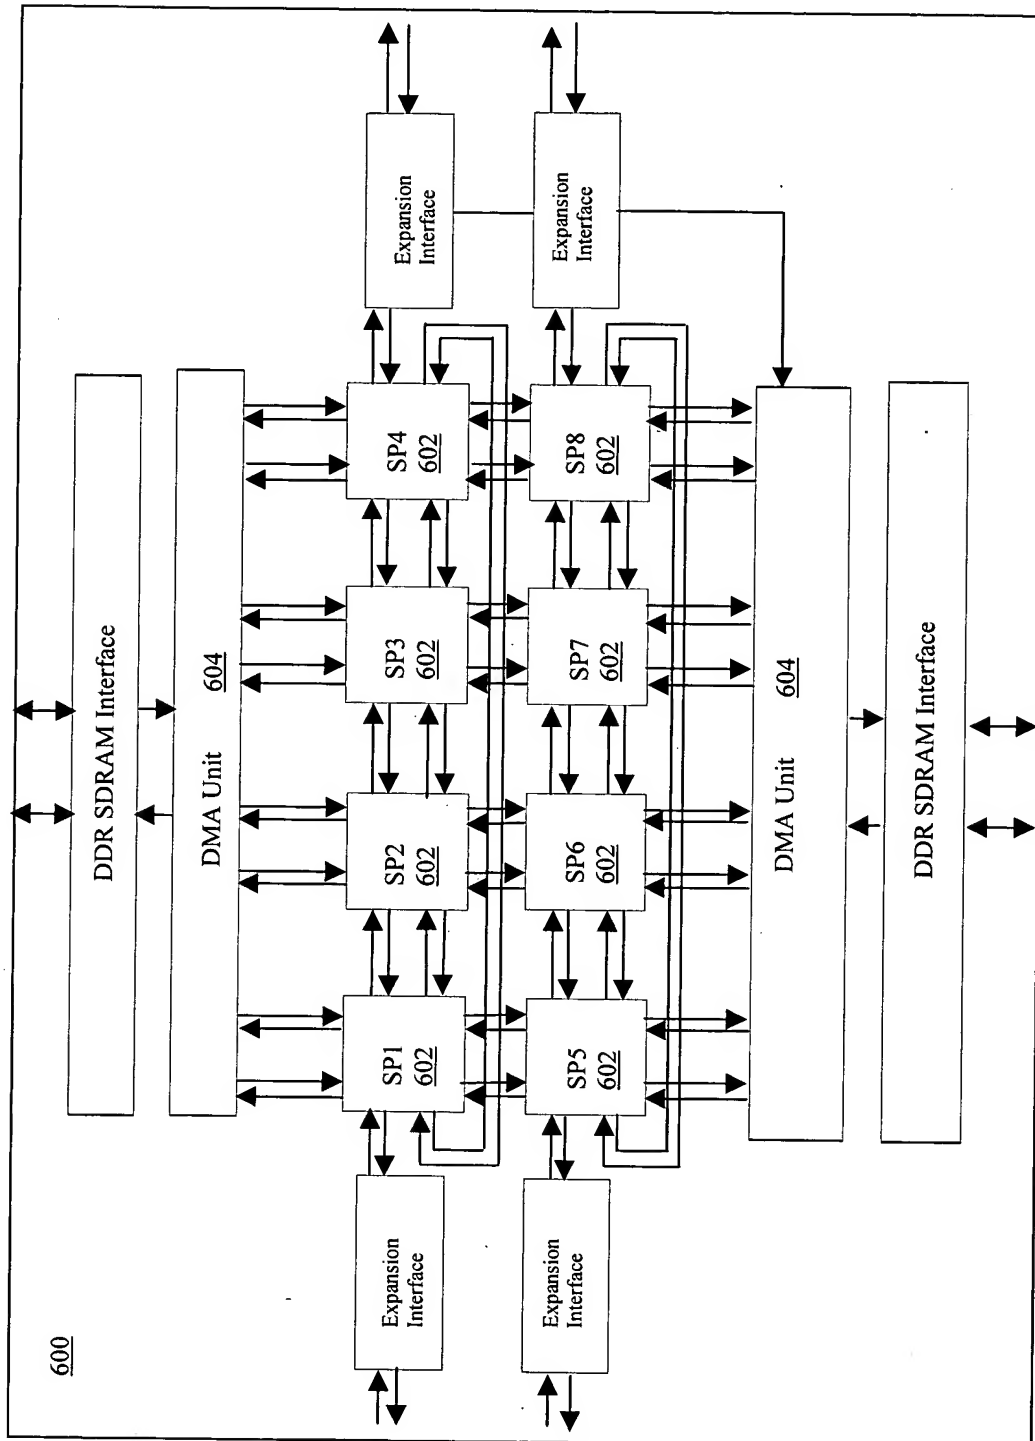 600
DDR SDRAM Interface
DMA Unit 604
Expansion
Interface
SP1
602
SP2
602
SP3
602
SP4
602
Expansion
Interface
Expansion
Interface
SP5
602
SP6
602
SP7
602
SP8
602
Expansion
Interface
DMA Unit 604
DDR SDRAM Interface